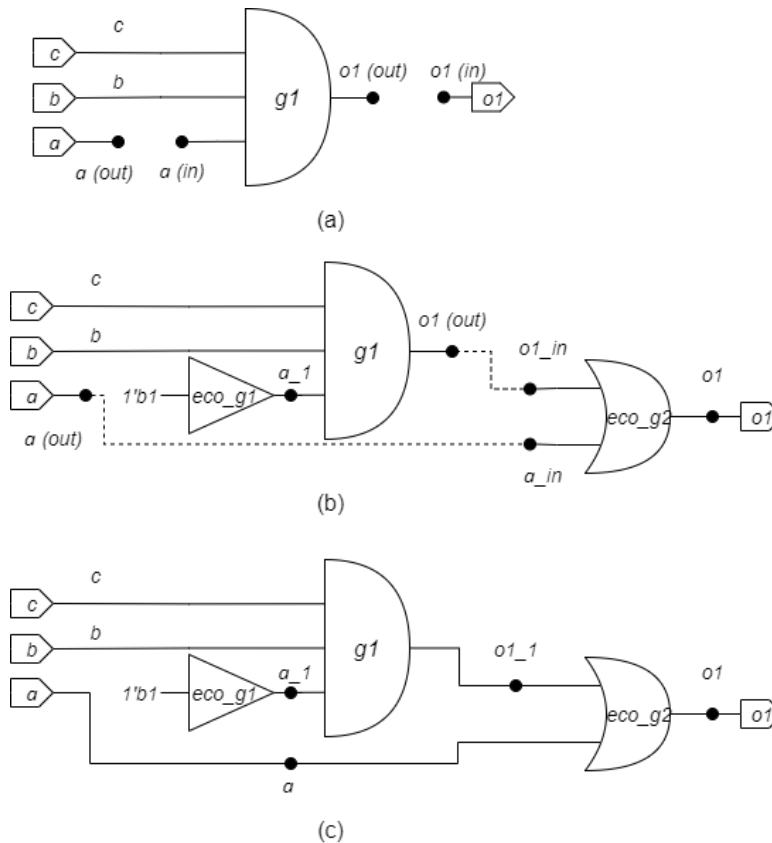 c
c
b
b
a
a (out)
a (in)
g1
o1 (out)
o1 (in)
o1
(a)
c
c
b
b
a
a (out)
1"b1
eco_g1
a_1
g1
o1 (out)
o1_in
a_in
eco_g2
o1
o1
(b)
c
c
b
b
a
1"b1
eco_g1
a_1
g1
o1_1
a
eco_g2
o1
o1
(c)